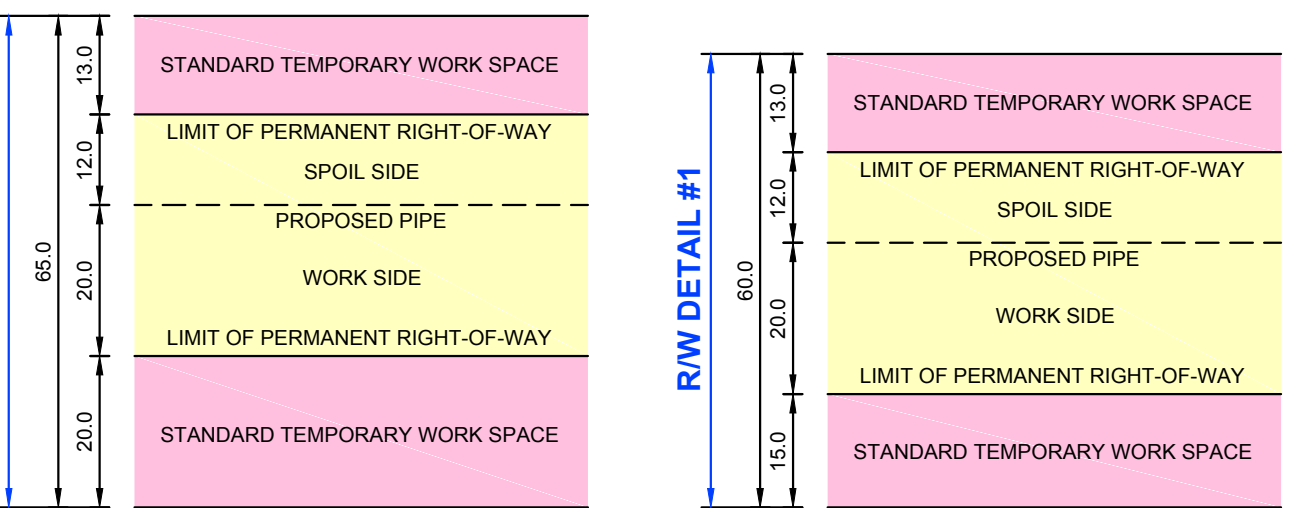 65.0
13.0
12.0
20.0
20.0
STANDARD TEMPORARY WORK SPACE
LIMIT OF PERMANENT RIGHT-OF-WAY
SPOIL SIDE
PROPOSED PIPE
WORK SIDE
LIMIT OF PERMANENT RIGHT-OF-WAY
STANDARD TEMPORARY WORK SPACE
R/W DETAIL #1
60.0
13.0
12.0
20.0
15.0
STANDARD TEMPORARY WORK SPACE
LIMIT OF PERMANENT RIGHT-OF-WAY
SPOIL SIDE
PROPOSED PIPE
WORK SIDE
LIMIT OF PERMANENT RIGHT-OF-WAY
STANDARD TEMPORARY WORK SPACE